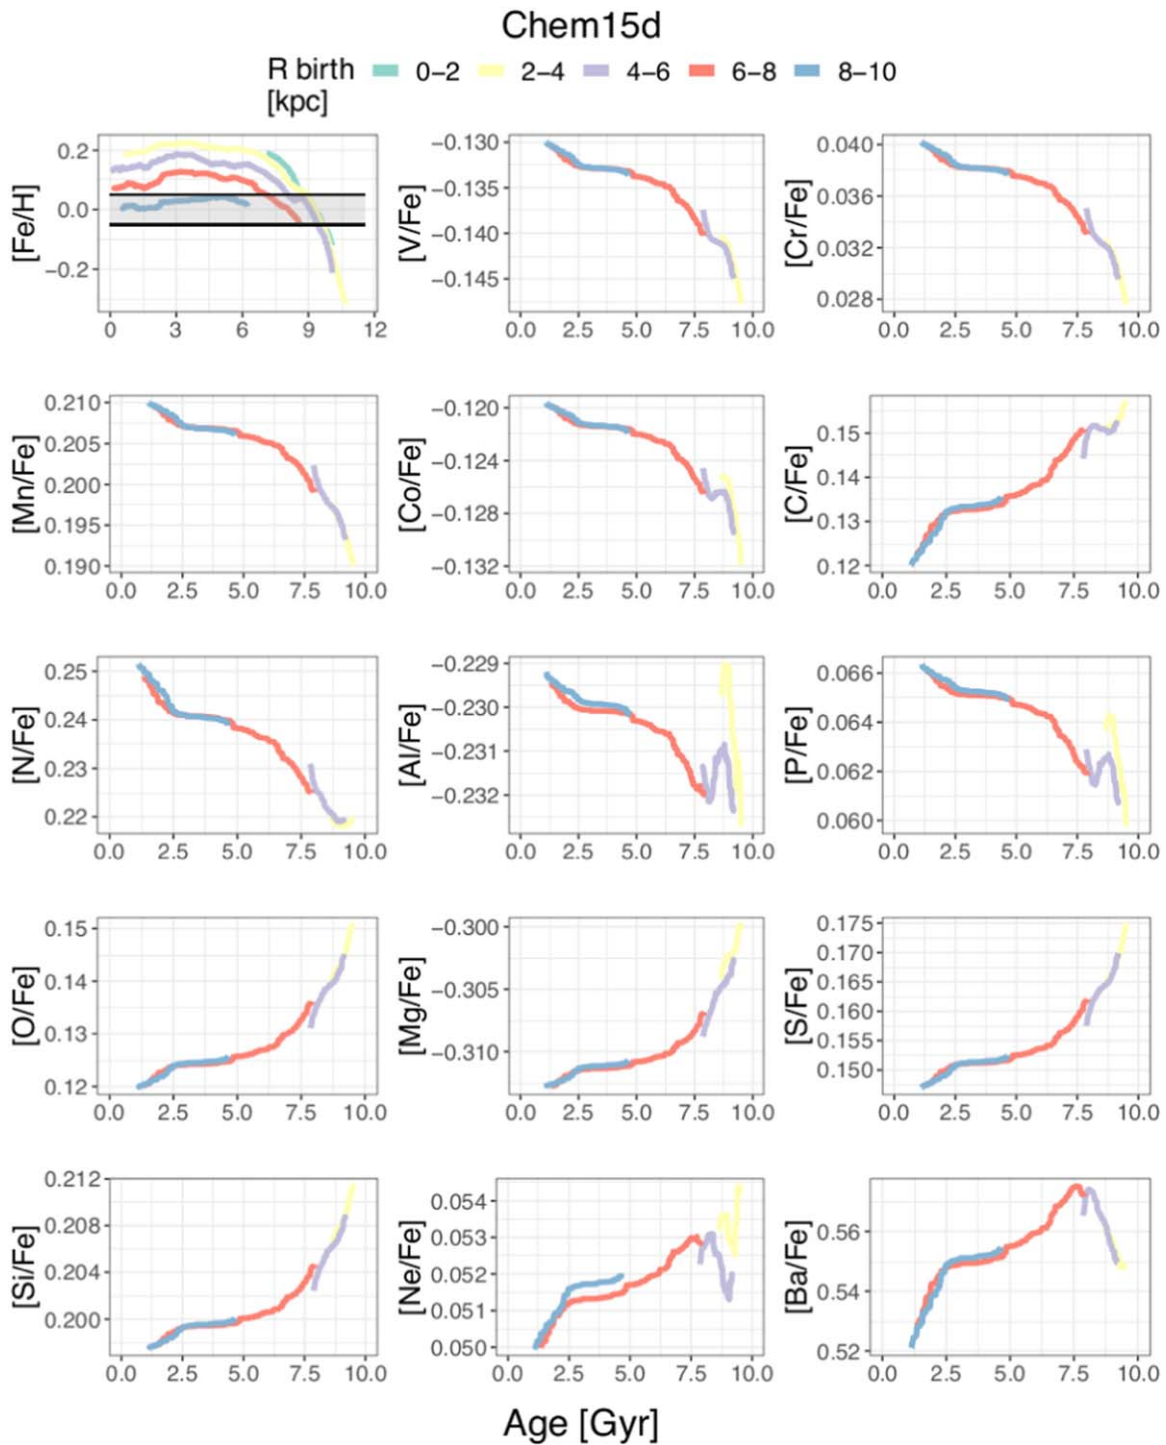 Chem15d
R birth 0−2 2−4 4−6 6−8 8−10
[kpc]
[Fe/H]
0.2
0.0
−0.2
0 3 6 9 12
[V/Fe]
−0.130
−0.135
−0.140
−0.145
0.0 2.5 5.0 7.5 10.0
[Cr/Fe]
0.040
0.036
0.032
0.028
0.0 2.5 5.0 7.5 10.0
[Mn/Fe]
0.210
0.205
0.200
0.195
0.190
0.0 2.5 5.0 7.5 10.0
[Co/Fe]
−0.120
−0.124
−0.128
−0.132
0.0 2.5 5.0 7.5 10.0
[C/Fe]
0.15
0.14
0.13
0.12
0.0 2.5 5.0 7.5 10.0
[N/Fe]
0.25
0.24
0.23
0.22
0.0 2.5 5.0 7.5 10.0
[Al/Fe]
−0.229
−0.230
−0.231
−0.232
0.0 2.5 5.0 7.5 10.0
[P/Fe]
0.066
0.064
0.062
0.060
0.0 2.5 5.0 7.5 10.0
[O/Fe]
0.15
0.14
0.13
0.12
0.0 2.5 5.0 7.5 10.0
[Mg/Fe]
−0.300
−0.305
−0.310
0.0 2.5 5.0 7.5 10.0
[S/Fe]
0.175
0.170
0.165
0.160
0.155
0.150
0.0 2.5 5.0 7.5 10.0
[Si/Fe]
0.212
0.208
0.204
0.200
0.0 2.5 5.0 7.5 10.0
[Ne/Fe]
0.054
0.053
0.052
0.051
0.050
0.0 2.5 5.0 7.5 10.0
[Ba/Fe]
0.56
0.54
0.52
0.0 2.5 5.0 7.5 10.0
Age [Gyr]